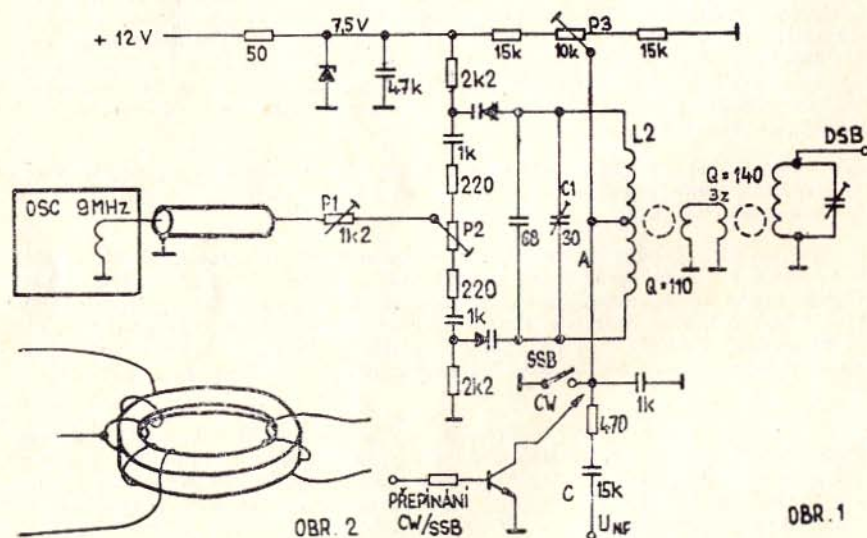 + 12 V
50
7,5 V
47k
15k
P3
10k
15k
2k2
1k
220
P2
220
1k
2k2
OSC 9MHz
P1
1k2
68
C1
30
A
L2
Q=110
3z
Q=140
DSB
SSB
CW
1k
470
C
15k
UNF
PŘEPÍNÁNÍ
CW/SSB
OBR. 2
OBR. 1